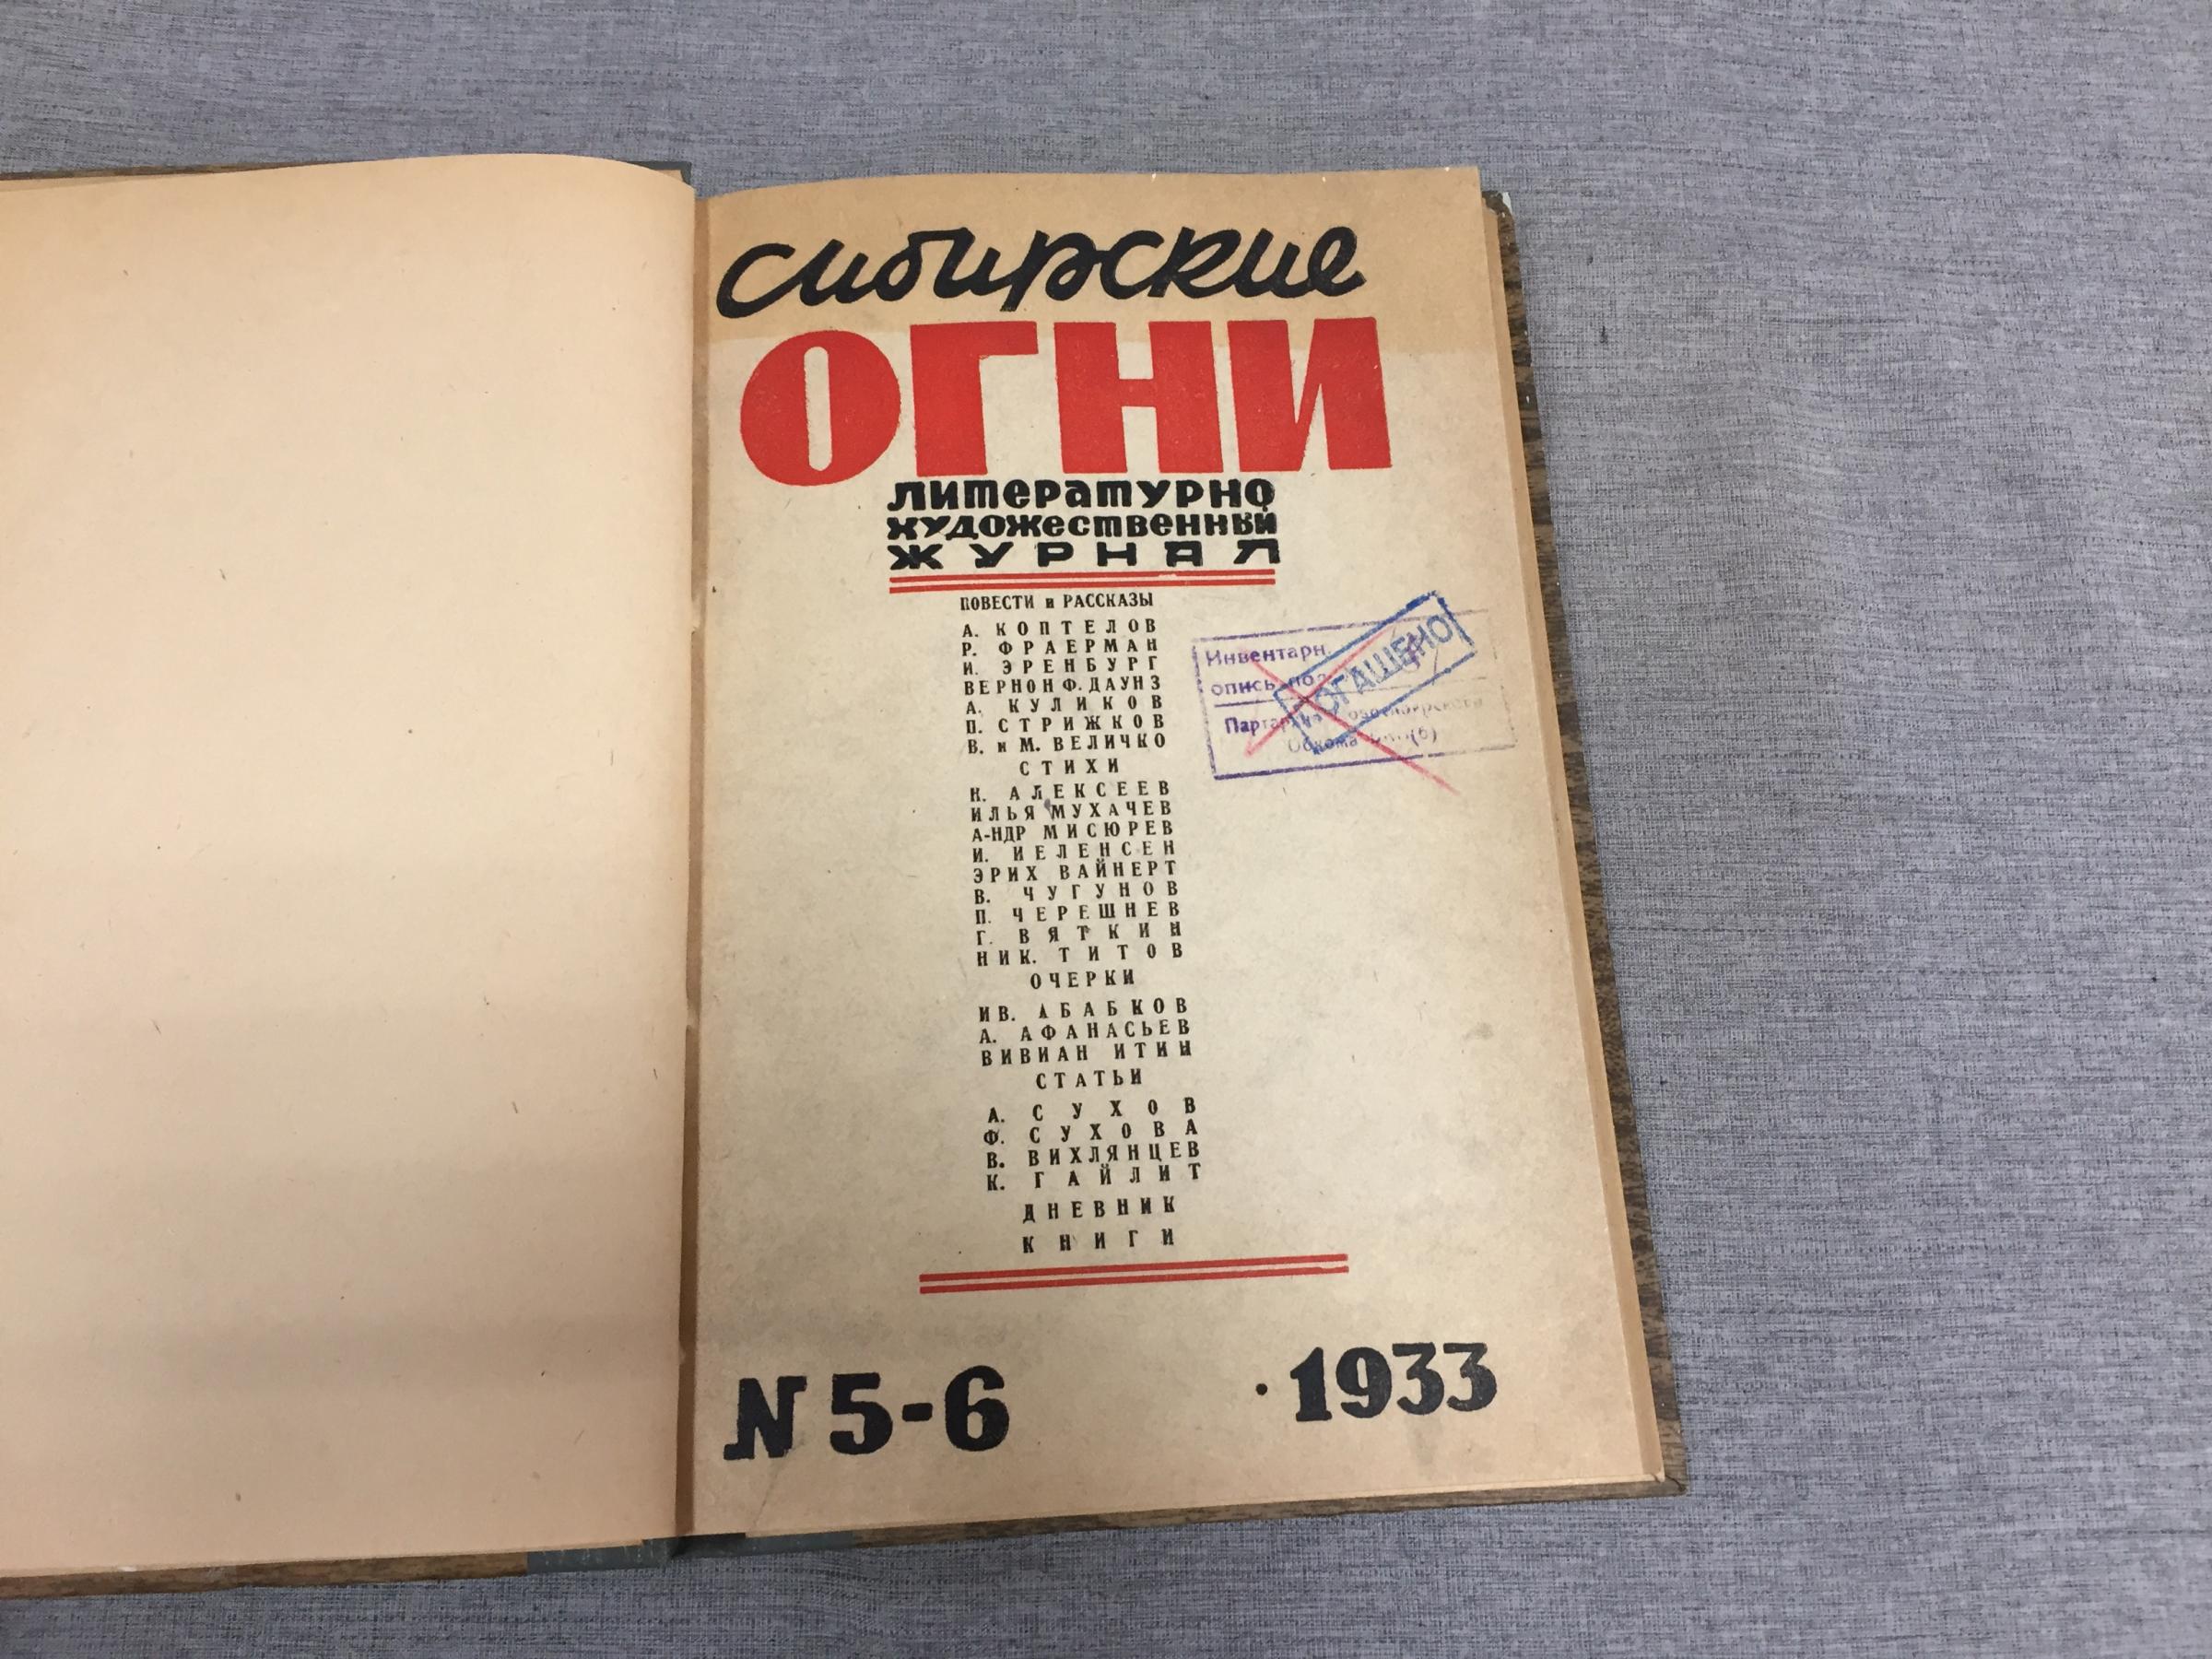 сибирские
ОГНИ
литературно
художественный
ЖУРНАЛ
ПОВЕСТИ и РАССКАЗЫ
А. КОПТЕЛОВ
Р. ФРАЕРМАН
И. ЭРЕНБУРГ
ВЕРНОН Ф. ДАУНЗ
А. КУЛИКОВ
П. СТРИЖКОВ
В. и М. ВЕЛИЧКО
СТИХИ
К. АЛЕКСЕЕВ
ИЛЬЯ МУХАЧЕВ
А-НДР МИСЮРЕВ
И. ИЕЛЕНСЕН
ЭРИХ ВАЙНЕРТ
В. ЧУГУНОВ
П. ЧЕРЕШНЕВ
Г. ВЯТКИН
НИК. ТИТОВ
ОЧЕРКИ
ИВ. АБАБКОВ
А. АФАНАСЬЕВ
ВИВИАН ИТИН
СТАТЬИ
А. СУХОВ
Ф. СУХОВА
В. ВИХЛЯНЦЕВ
К. ГАЙЛИТ
ДНЕВНИК
КНИГИ
N 5-6 · 1933
Инвентарн.
опись
Обкома
ПОГАШЕНО